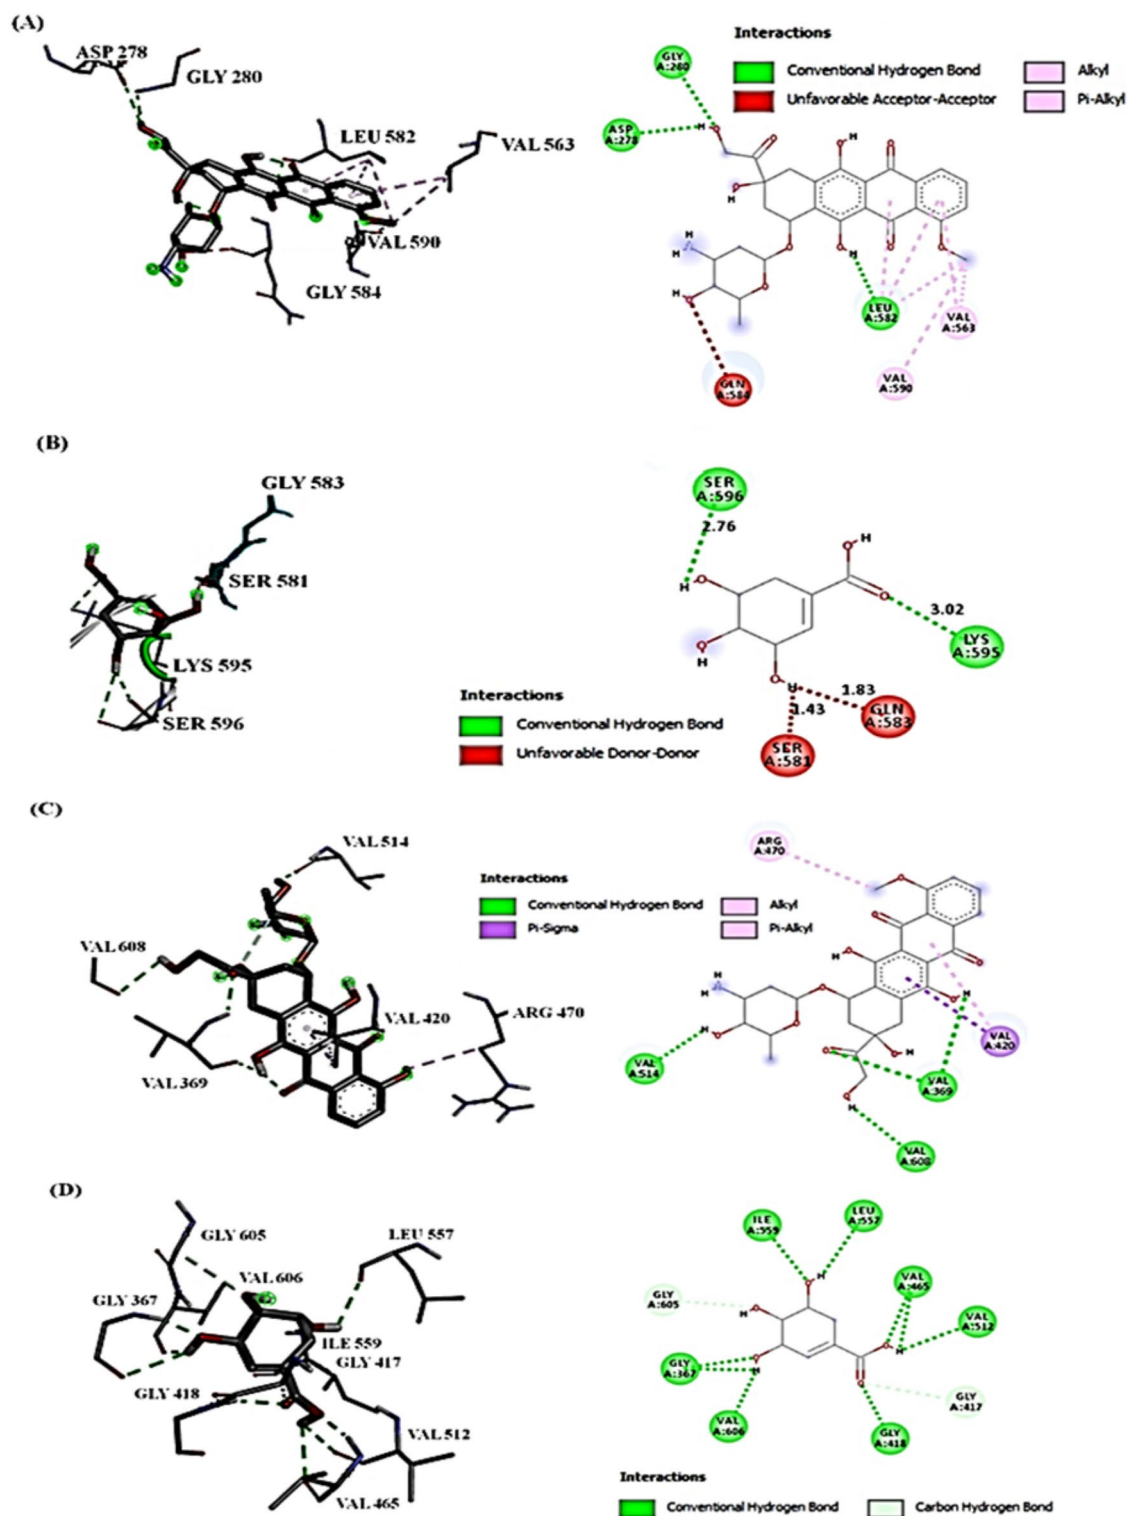 (A)
ASP 278
GLY 280
LEU 582
VAL 563
VAL 590
GLY 584
Interactions
Conventional Hydrogen Bond
Unfavorable Acceptor-Acceptor
Alkyl
Pi-Alkyl
GLY
A:280
ASP
A:278
H
O
O
H
O
O
H
O
H
N
H
O
O
H
O
O
H
O
O
LEU
A:582
VAL
A:563
VAL
A:590
GLN
A:584
(B)
GLY 583
SER 581
LYS 595
SER 596
Interactions
Conventional Hydrogen Bond
Unfavorable Donor-Donor
SER
A:596
2.76
H
O
O
H
O
O
H
O
H
3.02
LYS
A:595
1.83
1.43
GLN
A:583
SER
A:581
(C)
VAL 514
VAL 608
VAL 420
ARG 470
VAL 369
Interactions
Conventional Hydrogen Bond
Pi-Sigma
Alkyl
Pi-Alkyl
ARG
A:470
O
O
O
H
O
O
H
H
N
H
O
O
H
O
O
H
O
O
H
VAL
A:514
VAL
A:420
VAL
A:369
VAL
A:608
(D)
GLY 605
LEU 557
VAL 606
GLY 367
ILE 559
GLY 417
GLY 418
VAL 512
VAL 465
ILE
A:559
LEU
A:557
VAL
A:465
VAL
A:512
GLY
A:605
GLY
A:367
VAL
A:606
GLY
A:418
GLY
A:417
O
H
H
O
O
H
O
H
O
Interactions
Conventional Hydrogen Bond
Carbon Hydrogen Bond